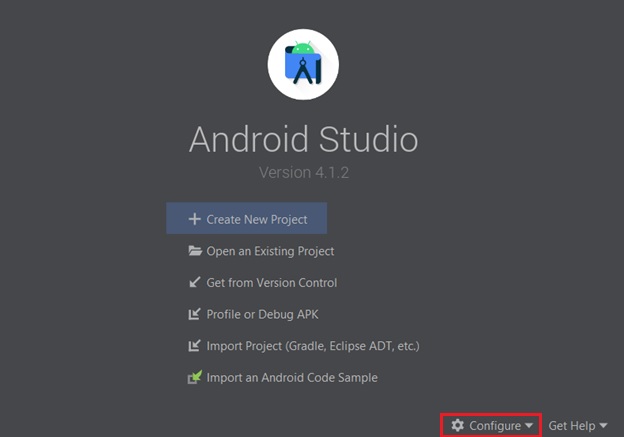 Android Studio
Version 4.1.2
Create New Project
Open an Existing Project
Get from Version Control
Profile or Debug APK
Import Project (Gradle, Eclipse ADT, etc.)
Import an Android Code Sample
Configure Get Help